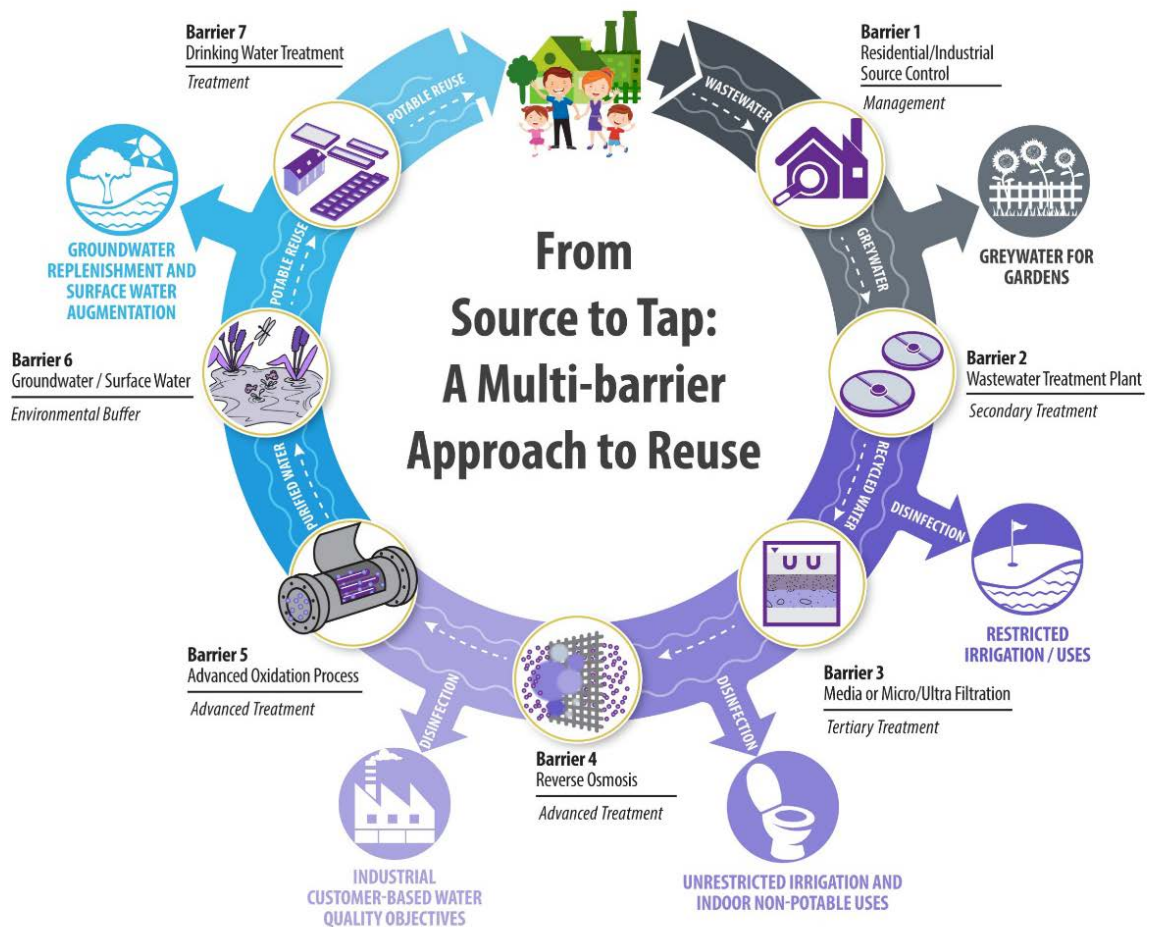 From
Source to Tap:
A Multi-barrier
Approach to Reuse
WASTEWATER
Barrier 1
Residential/Industrial
Source Control
Management
GREYWATER
GREYWATER FOR
GARDENS
Barrier 2
Wastewater Treatment Plant
Secondary Treatment
RECYCLED WATER
DISINFECTION
RESTRICTED
IRRIGATION / USES
Barrier 3
Media or Micro/Ultra Filtration
Tertiary Treatment
DISINFECTION
UNRESTRICTED IRRIGATION AND
INDOOR NON-POTABLE USES
Barrier 4
Reverse Osmosis
Advanced Treatment
DISINFECTION
INDUSTRIAL
CUSTOMER-BASED WATER
QUALITY OBJECTIVES
Barrier 5
Advanced Oxidation Process
Advanced Treatment
PURIFIED WATER
Barrier 6
Groundwater / Surface Water
Environmental Buffer
POTABLE REUSE
GROUNDWATER
REPLENISHMENT AND
SURFACE WATER
AUGMENTATION
Barrier 7
Drinking Water Treatment
Treatment
POTABLE REUSE